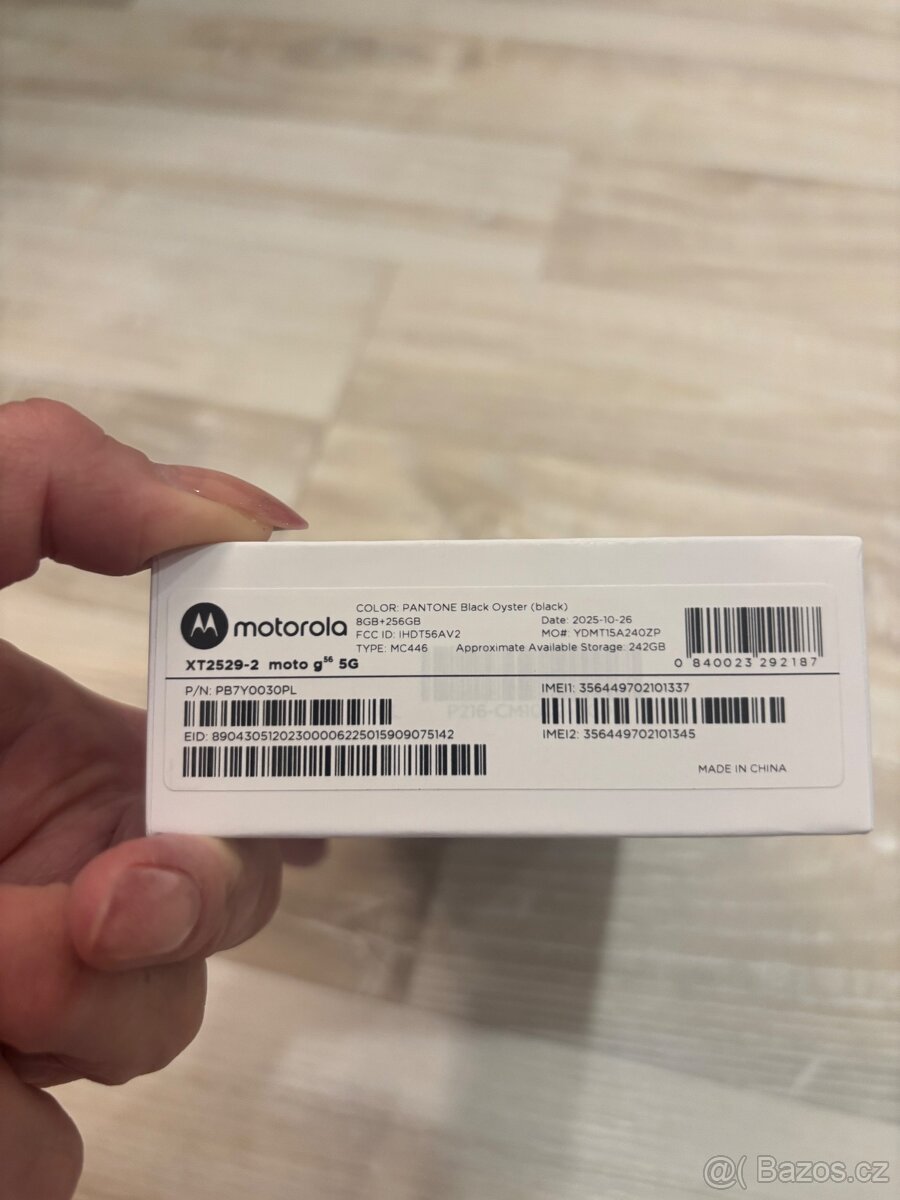 motorola
COLOR: PANTONE Black Oyster (black)
8GB+256GB
Date: 2025-10-26
FCC ID: IHDT56AV2
MO#: YDMT15A240ZP
TYPE: MC446
Approximate Available Storage: 242GB
XT2529-2 moto g56 5G
0 840023 292187
P/N: PB7Y0030PL
IMEI1: 356449702101337
EID: 89043051202300006225015909075142
IMEI2: 356449702101345
MADE IN CHINA
@( Bazos.cz